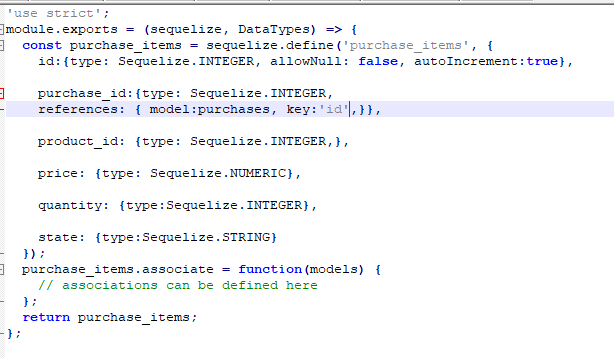 'use strict';
module.exports = (sequelize, DataTypes) => {
  const purchase_items = sequelize.define('purchase_items', {
    id:{type: Sequelize.INTEGER, allowNull: false, autoIncrement:true},
    purchase_id:{type: Sequelize.INTEGER,
    references: { model:purchases, key:'id',}},
    product_id: {type: Sequelize.INTEGER,},
    price: {type: Sequelize.NUMERIC},
    quantity: {type:Sequelize.INTEGER},
    state: {type:Sequelize.STRING}
  });
  purchase_items.associate = function(models) {
    // associations can be defined here
  };
  return purchase_items;
};